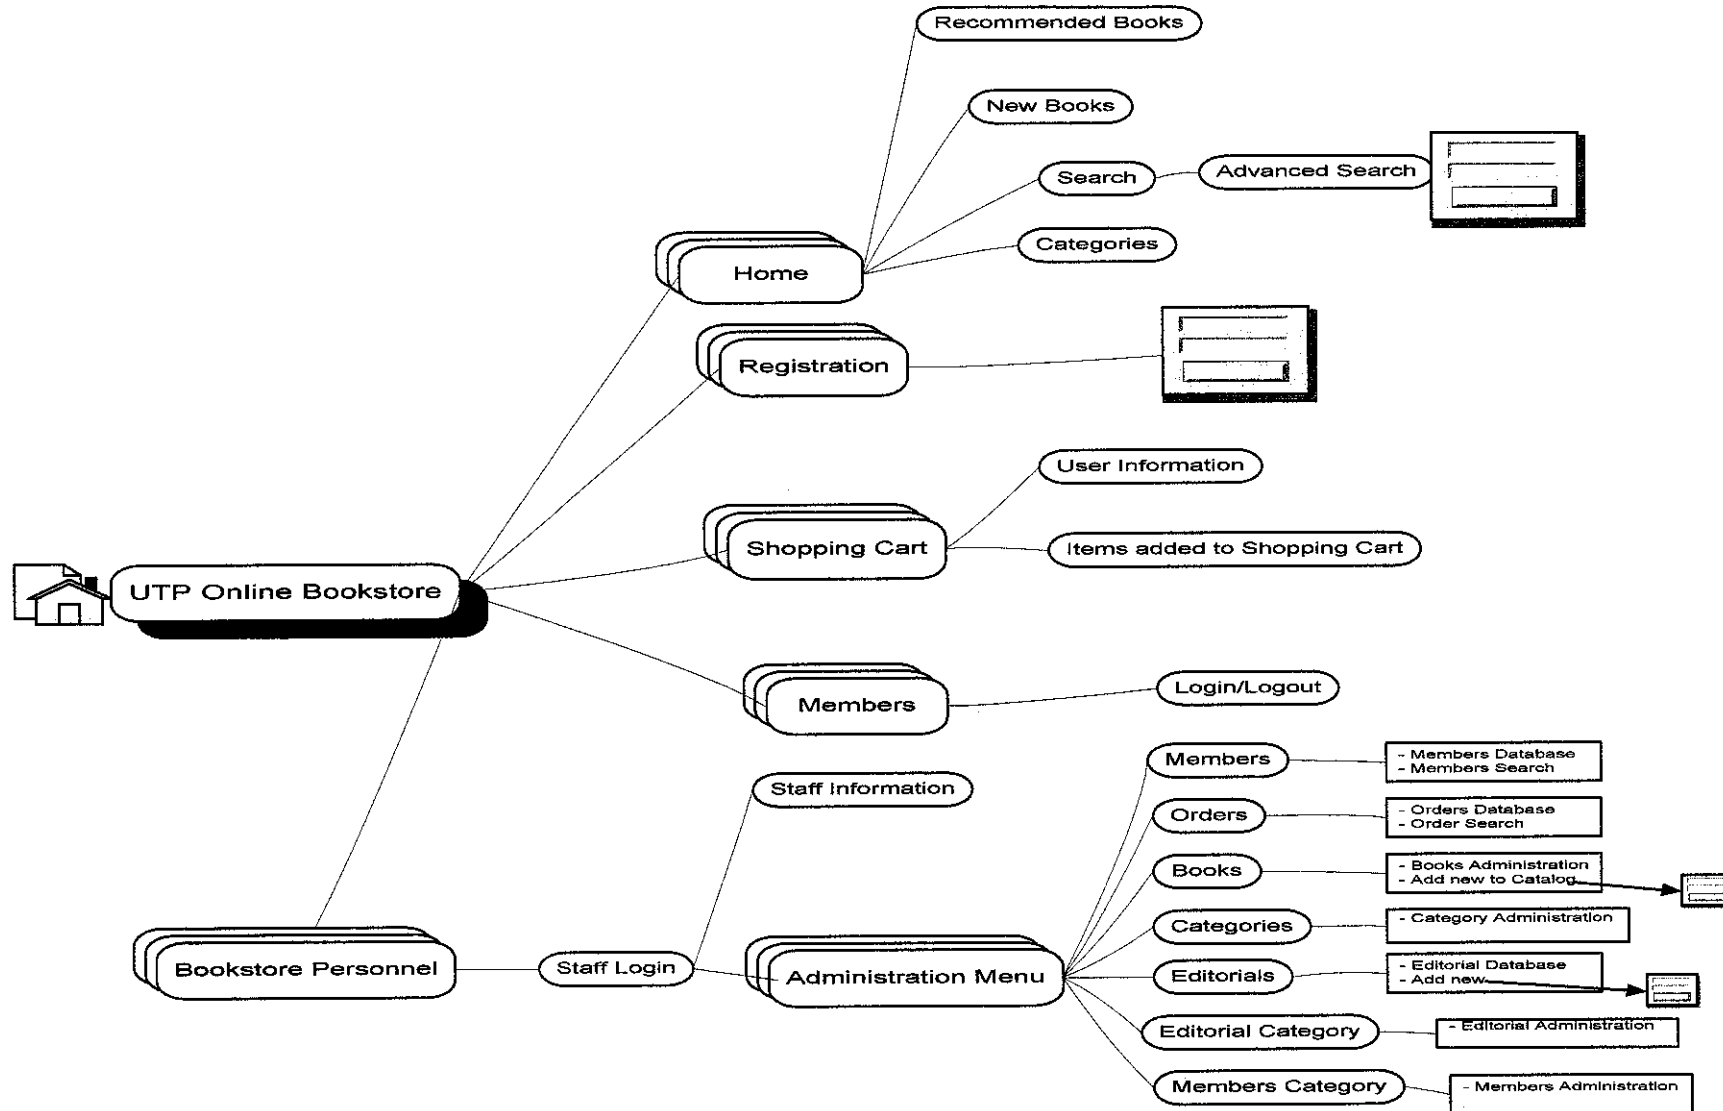 Recommended Books
New Books
Search
Advanced Search
Categories
Home
Registration
User Information
Shopping Cart
Items added to Shopping Cart
UTP Online Bookstore
Members
Login/Logout
Staff Information
Bookstore Personnel
Staff Login
Administration Menu
Members
- Members Database
- Members Search
Orders
- Orders Database
- Order Search
Books
- Books Administration
- Add new to Catalog
Categories
- Category Administration
Editorials
- Editorial Database
- Add new
Editorial Category
- Editorial Administration
Members Category
- Members Administration